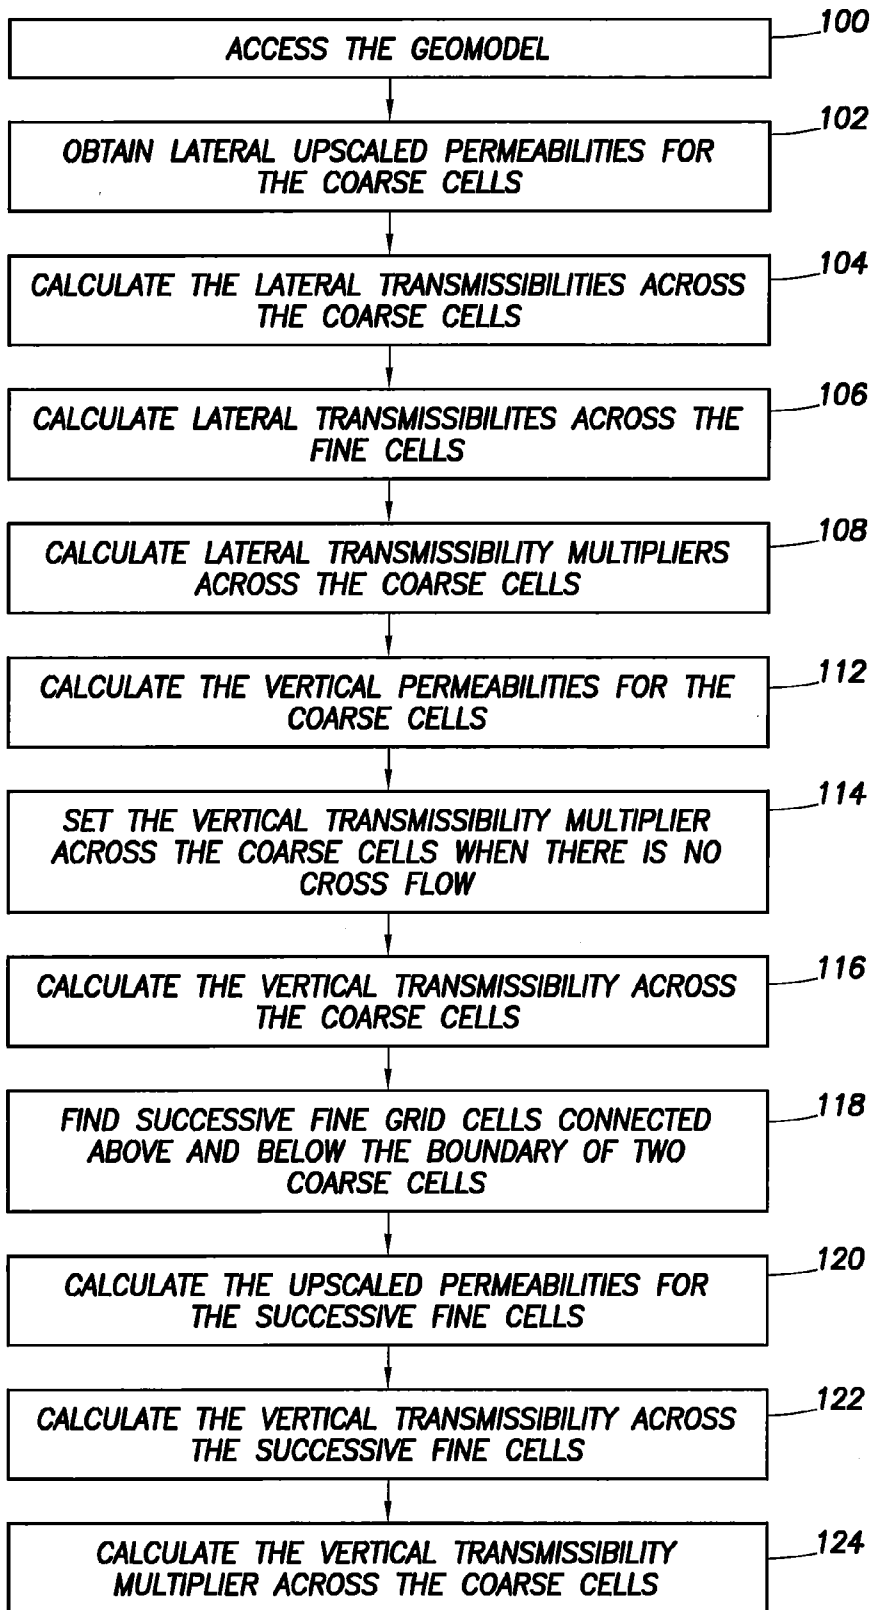 100
ACCESS THE GEOMODEL
102
OBTAIN LATERAL UPSCALED PERMEABILITIES FOR
THE COARSE CELLS
104
CALCULATE THE LATERAL TRANSMISSIBILITIES ACROSS
THE COARSE CELLS
106
CALCULATE LATERAL TRANSMISSIBILITES ACROSS THE
FINE CELLS
108
CALCULATE LATERAL TRANSMISSIBILITY MULTIPLIERS
ACROSS THE COARSE CELLS
112
CALCULATE THE VERTICAL PERMEABILITIES FOR THE
COARSE CELLS
114
SET THE VERTICAL TRANSMISSIBILITY MULTIPLIER
ACROSS THE COARSE CELLS WHEN THERE IS NO
CROSS FLOW
116
CALCULATE THE VERTICAL TRANSMISSIBILITY ACROSS
THE COARSE CELLS
118
FIND SUCCESSIVE FINE GRID CELLS CONNECTED
ABOVE AND BELOW THE BOUNDARY OF TWO
COARSE CELLS
120
CALCULATE THE UPSCALED PERMEABILITIES FOR
THE SUCCESSIVE FINE CELLS
122
CALCULATE THE VERTICAL TRANSMISSIBILITY ACROSS
THE SUCCESSIVE FINE CELLS
124
CALCULATE THE VERTICAL TRANSMISSIBILITY
MULTIPLIER ACROSS THE COARSE CELLS